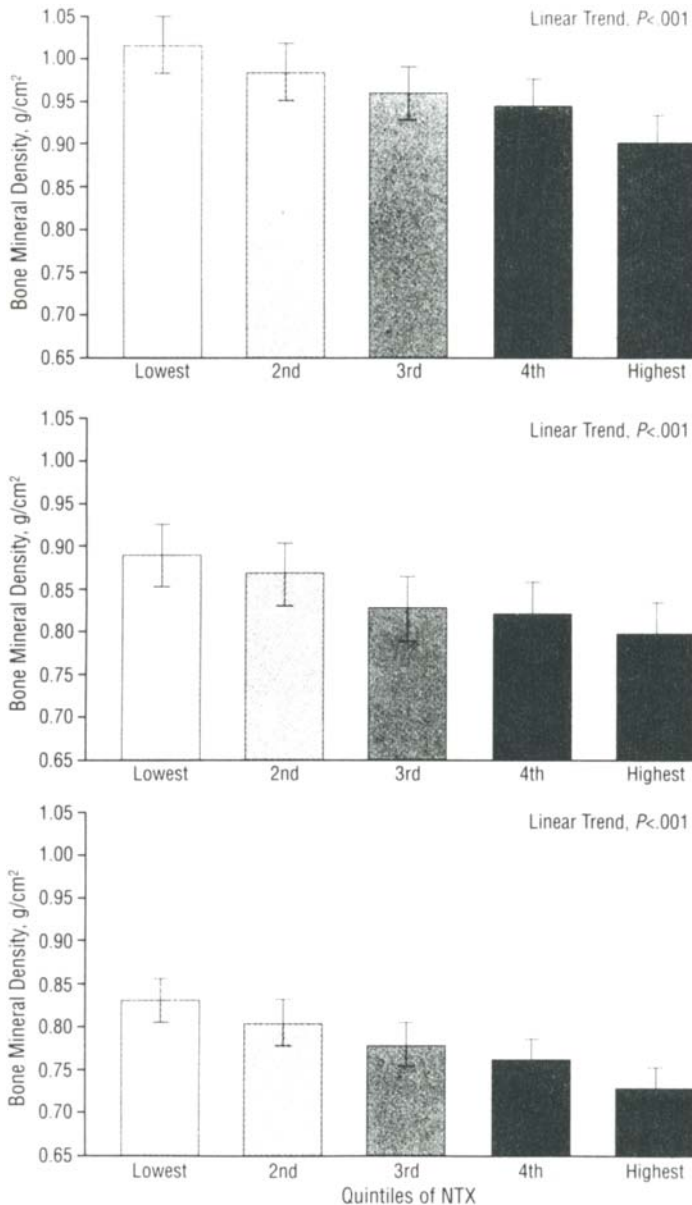 Linear Trend, P<.001
Bone Mineral Density, g/cm²
1.05
1.00
0.95
0.90
0.85
0.80
0.75
0.70
0.65
Lowest 2nd 3rd 4th Highest
Linear Trend, P<.001
Bone Mineral Density, g/cm²
1.05
1.00
0.95
0.90
0.85
0.80
0.75
0.70
0.65
Lowest 2nd 3rd 4th Highest
Linear Trend, P<.001
Bone Mineral Density, g/cm²
1.05
1.00
0.95
0.90
0.85
0.80
0.75
0.70
0.65
Lowest 2nd 3rd 4th Highest
Quintiles of NTX